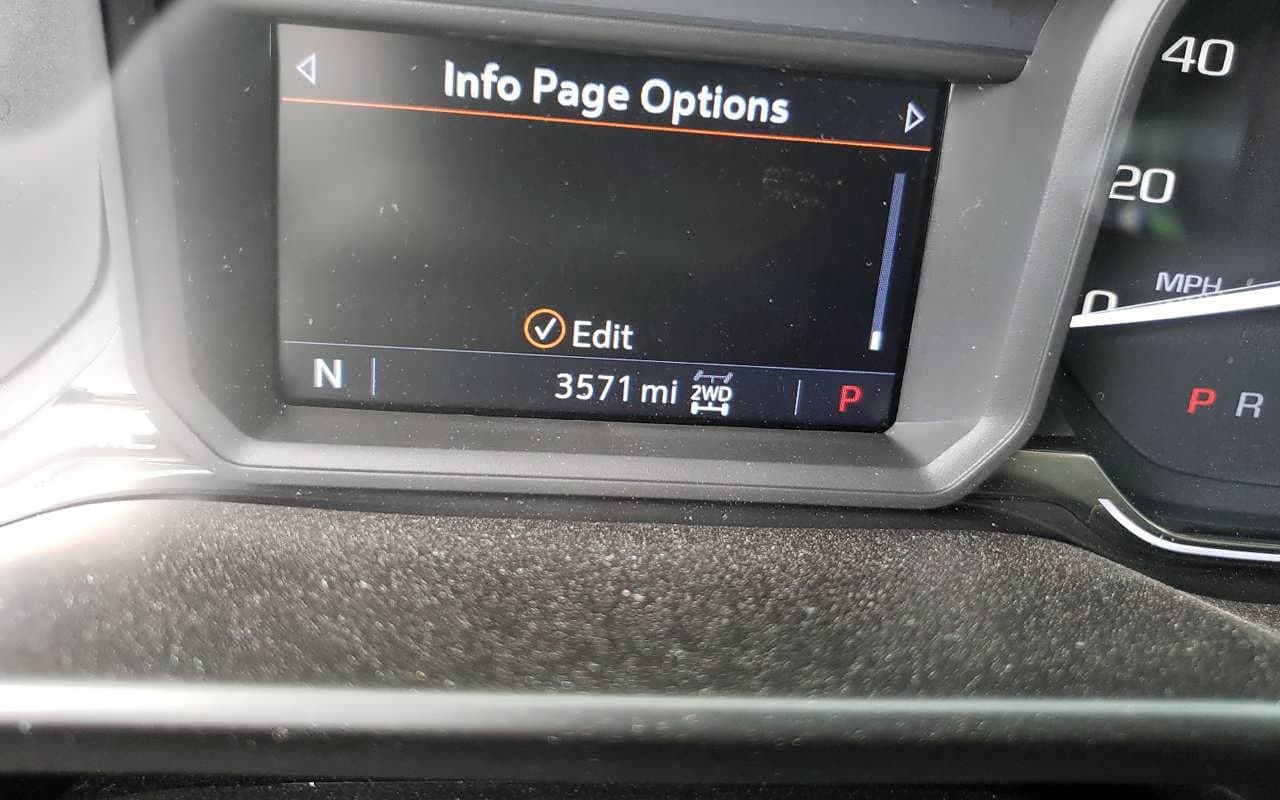 Info Page Options
Edit
N
3571 mi
2WD
P
40
20
MPH
0
P R